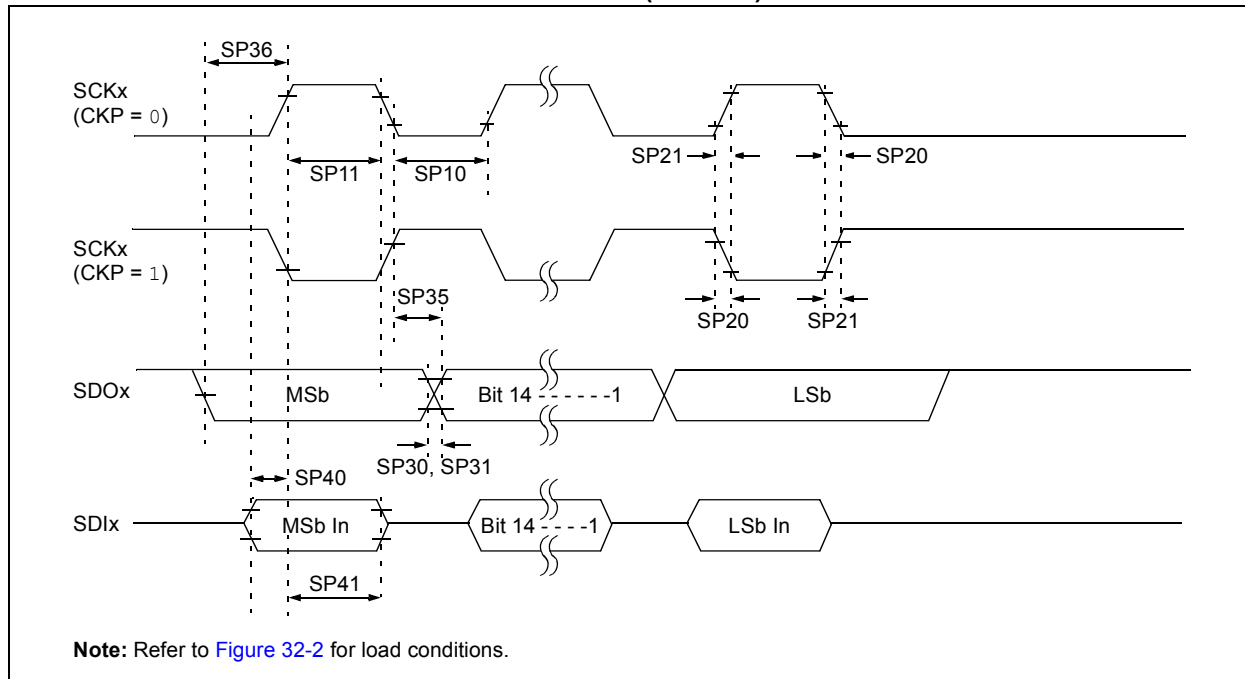 SP36
SCKx
(CKP = 0)
SP11
SP10
SP21
SP20
SCKx
(CKP = 1)
SP35
SP20
SP21
SDOx
MSb
Bit 14 - - - - - -1
LSb
SP30, SP31
SP40
SDIx
MSb In
Bit 14 - - - -1
LSb In
SP41
Note: Refer to Figure 32-2 for load conditions.